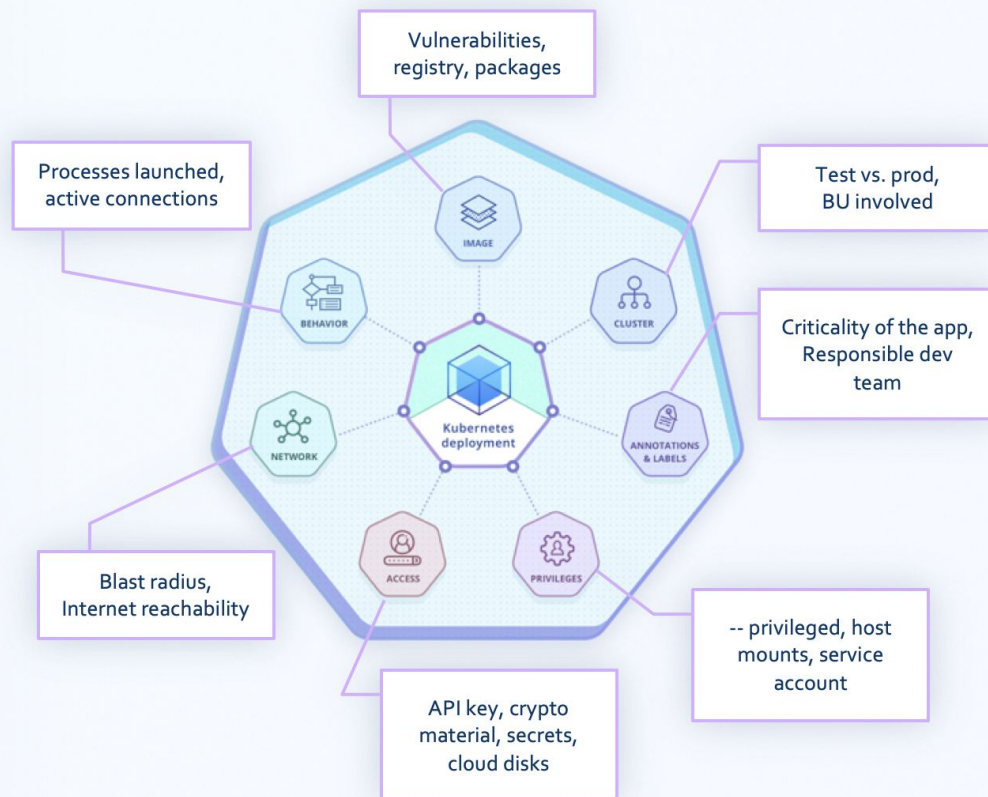 Vulnerabilities,
registry, packages
Processes launched,
active connections
Test vs. prod,
BU involved
IMAGE
BEHAVIOR
CLUSTER
Criticality of the app,
Responsible dev
team
Kubernetes
deployment
NETWORK
ANNOTATIONS
& LABELS
ACCESS
PRIVILEGES
Blast radius,
Internet reachability
-- privileged, host
mounts, service
account
API key, crypto
material, secrets,
cloud disks